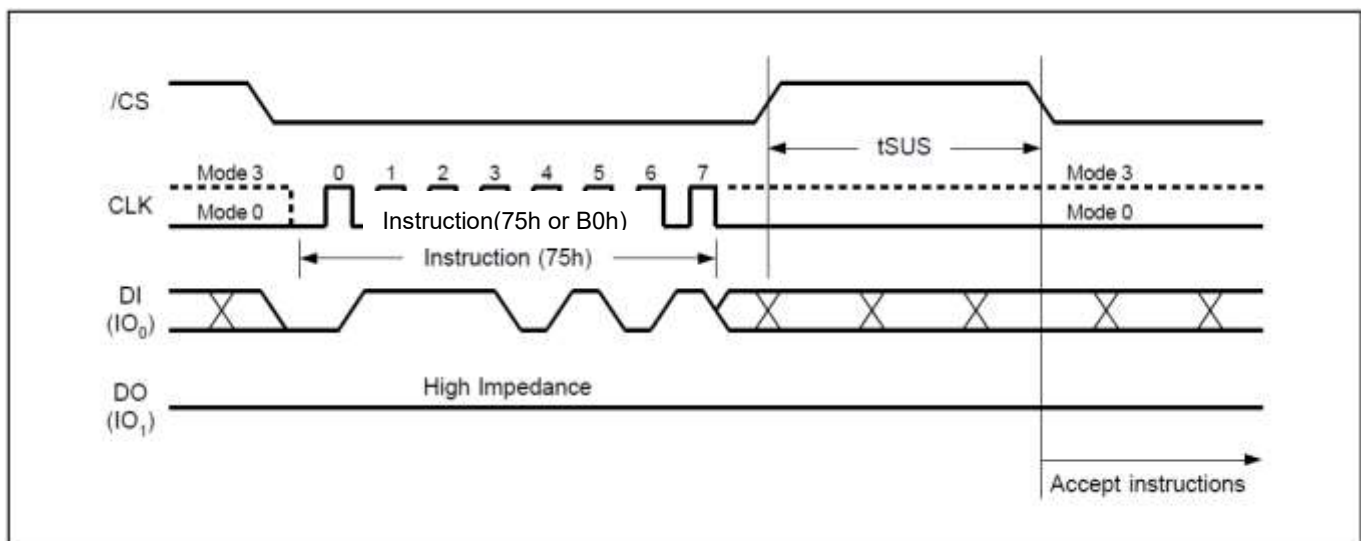 /CS
tSUS
Mode 3 0 1 2 3 4 5 6 7 Mode 3
CLK
Mode 0 Instruction(75h or B0h) Mode 0
Instruction (75h)
DI
(IO0)
High Impedance
DO
(IO1)
Accept instructions